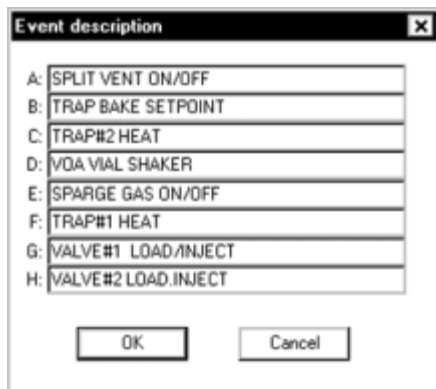 Event description
A: SPLIT VENT ON/OFF
B: TRAP BAKE SETPOINT
C: TRAP#2 HEAT
D: VOA VIAL SHAKER
E: SPARGE GAS ON/OFF
F: TRAP#1 HEAT
G: VALVE#1  LOAD/INJECT
H: VALVE#2 LOAD.INJECT
OK Cancel